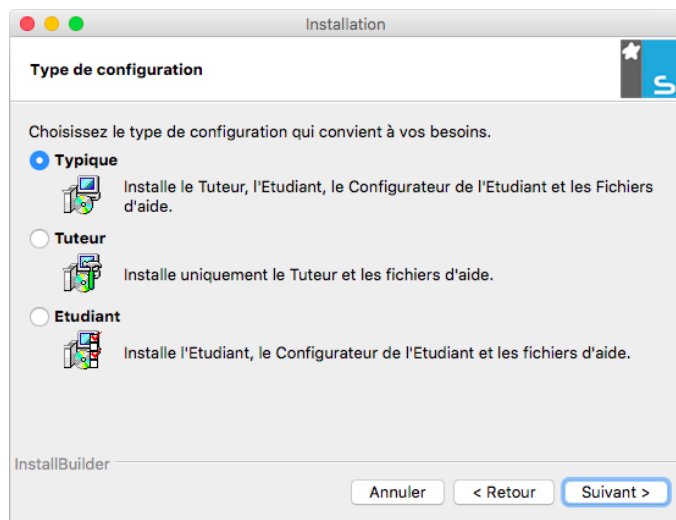 Installation
Type de configuration
S
Choisissez le type de configuration qui convient à vos besoins.
Typique
Installe le Tuteur, l'Etudiant, le Configurateur de l'Etudiant et les Fichiers
d'aide.
Tuteur
Installe uniquement le Tuteur et les fichiers d'aide.
Etudiant
Installe l'Etudiant, le Configurateur de l'Etudiant et les fichiers d'aide.
InstallBuilder
Annuler
< Retour
Suivant >